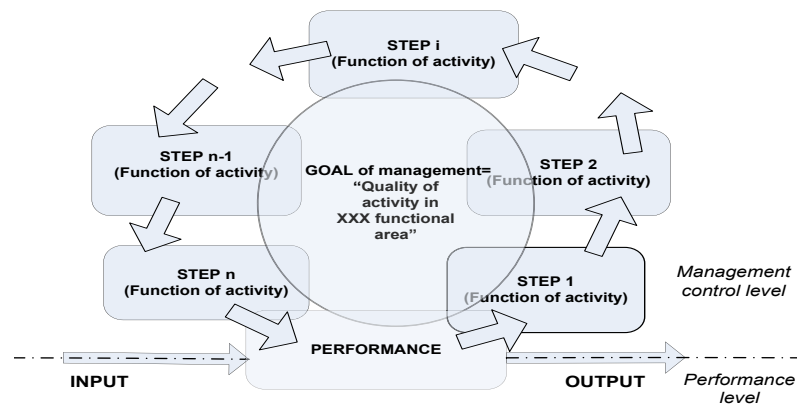 STEP i
(Function of activity)
STEP n-1
(Function of activity)
GOAL of management=
“Quality of
activity in
XXX functional
area”
STEP 2
(Function of activity)
STEP n
(Function of activity)
STEP 1
(Function of activity)
Management
control level
PERFORMANCE
INPUT
OUTPUT
Performance
level